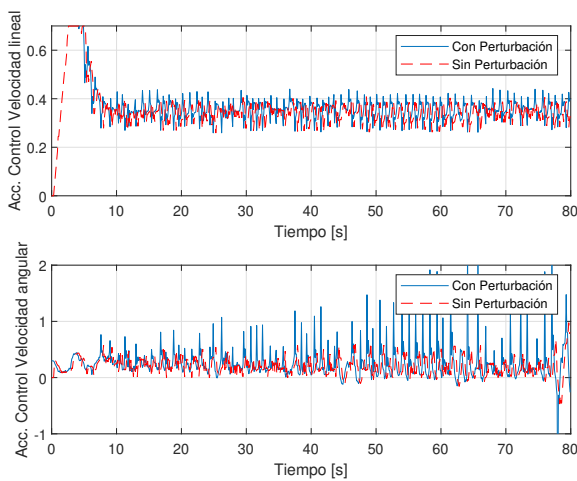 Acc. Control Velocidad lineal
0.6
0.4
0.2
0
Con Perturbación
Sin Perturbación
0 10 20 30 40 50 60 70 80
Tiempo [s]
Acc. Control Velocidad angular
2
1
0
-1
Con Perturbación
Sin Perturbación
0 10 20 30 40 50 60 70 80
Tiempo [s]